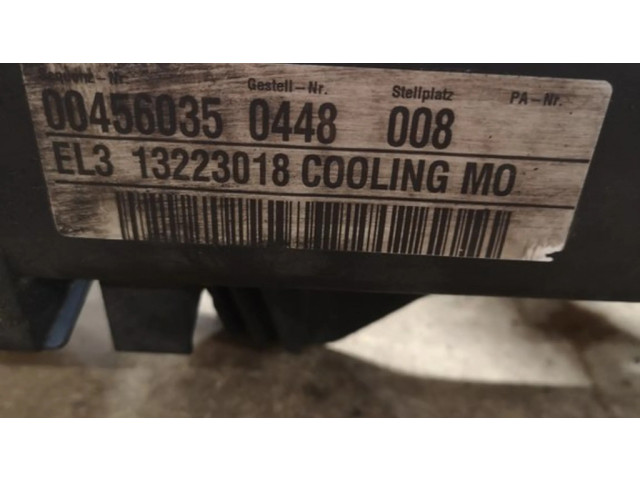 Gestell-Nr. Stellplatz PA-Nr.
00456035 0448 008
EL3 13223018 COOLING MO